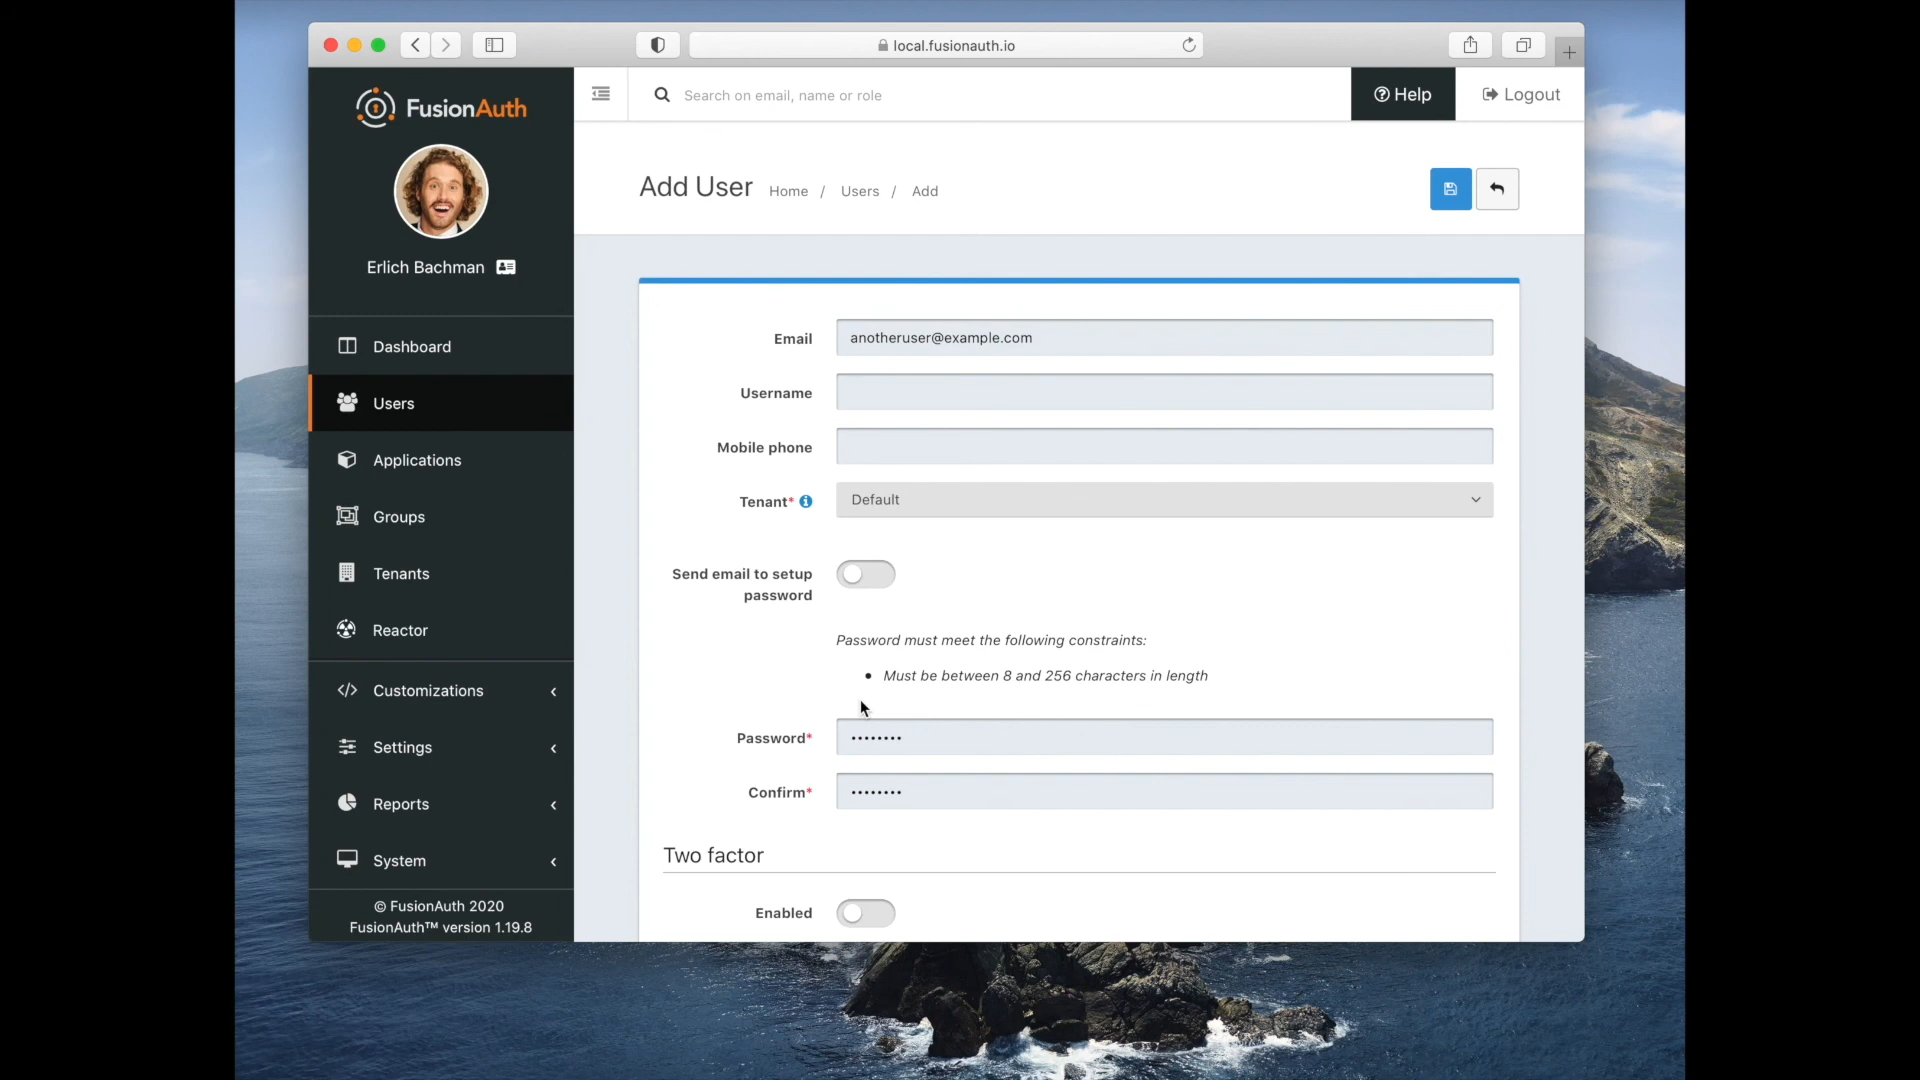 local.fusionauth.io
FusionAuth
Search on email, name or role
Help
Logout
Erlich Bachman
Add User
Home / Users / Add
Dashboard
Users
Applications
Groups
Tenants
Reactor
Customizations
Settings
Reports
System
© FusionAuth 2020
FusionAuth™ version 1.19.8
Email anotheruser@example.com
Username
Mobile phone
Tenant* Default
Send email to setup
password
Password must meet the following constraints:
• Must be between 8 and 256 characters in length
Password* ••••••••
Confirm* ••••••••
Two factor
Enabled